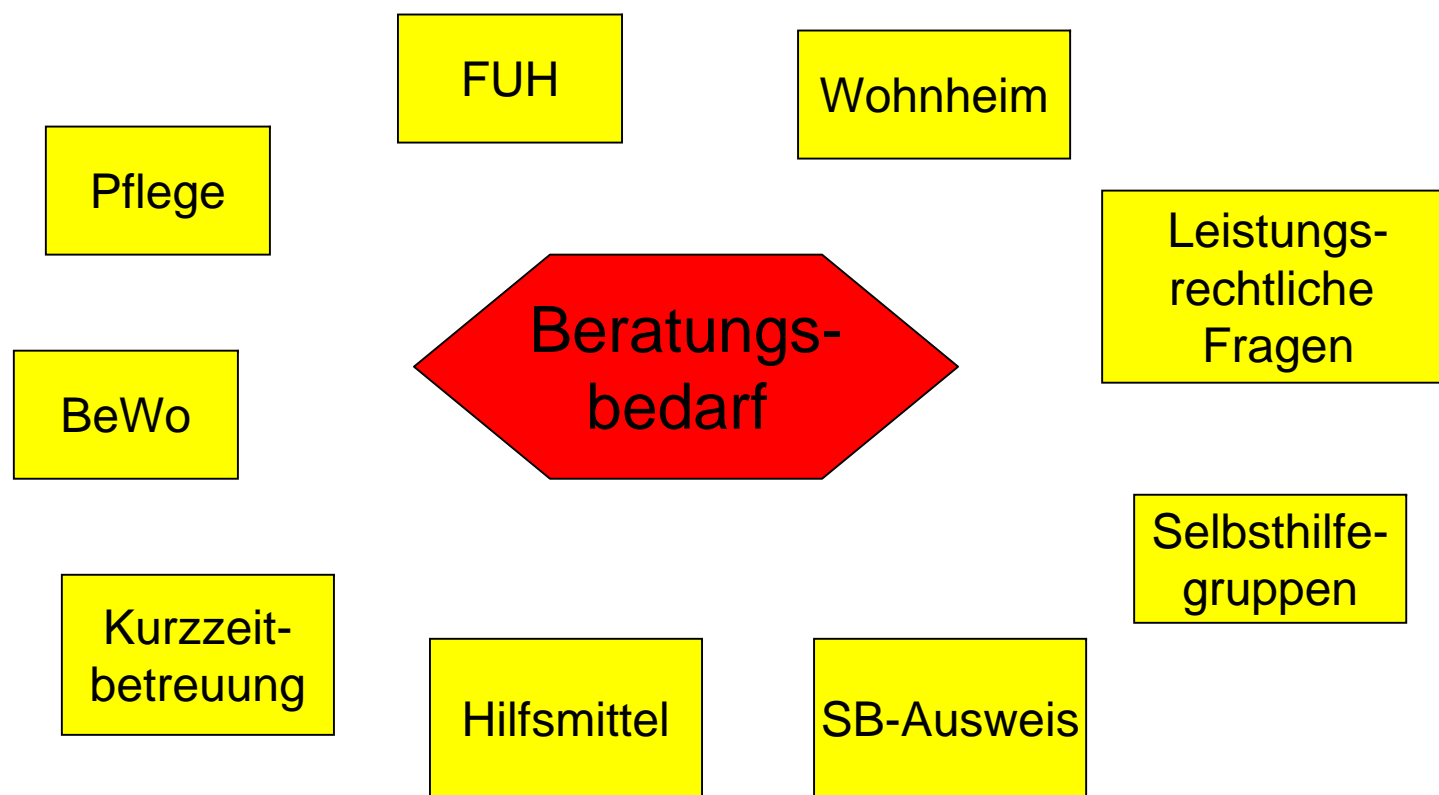 FUH
Wohnheim
Pflege
Leistungs-
rechtliche
Fragen
Beratungs-
bedarf
BeWo
Selbsthilfe-
gruppen
Kurzzeit-
betreuung
Hilfsmittel
SB-Ausweis